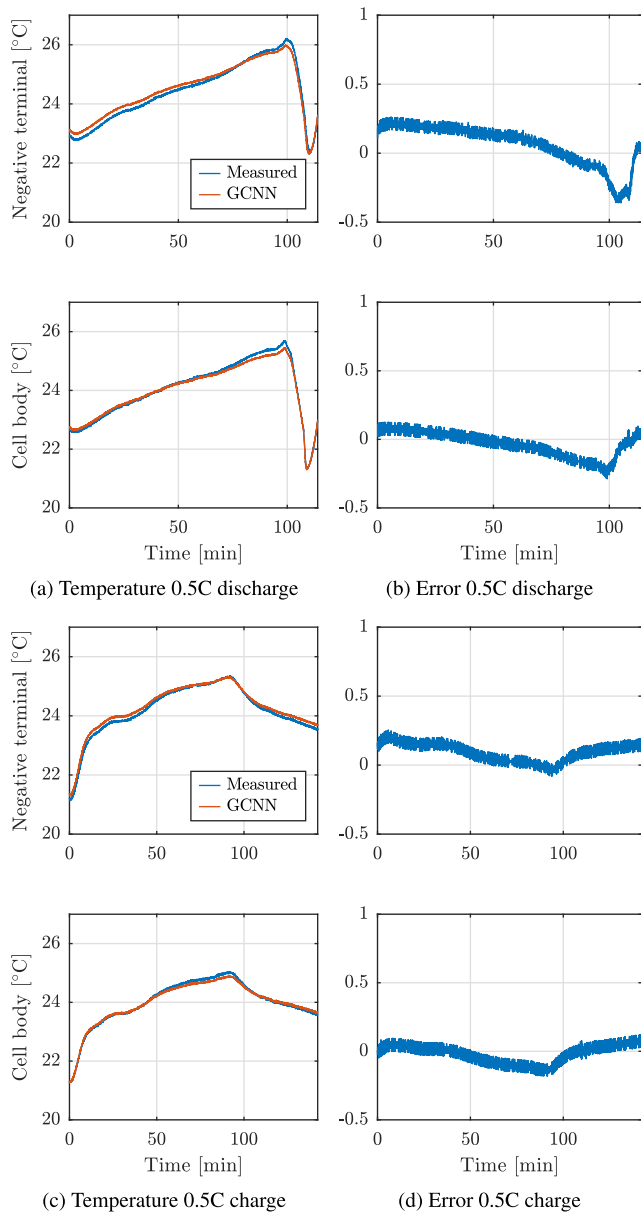 26
24
22
20
Negative terminal [°C]
Measured
GCNN
0 50 100
1
0.5
0
-0.5
0 50 100
26
24
22
20
Cell body [°C]
0 50 100
Time [min]
1
0.5
0
-0.5
0 50 100
Time [min]
(a) Temperature 0.5C discharge
(b) Error 0.5C discharge
26
24
22
20
Negative terminal [°C]
Measured
GCNN
0 50 100
1
0.5
0
-0.5
0 50 100
26
24
22
20
Cell body [°C]
0 50 100
Time [min]
1
0.5
0
-0.5
0 50 100
Time [min]
(c) Temperature 0.5C charge
(d) Error 0.5C charge